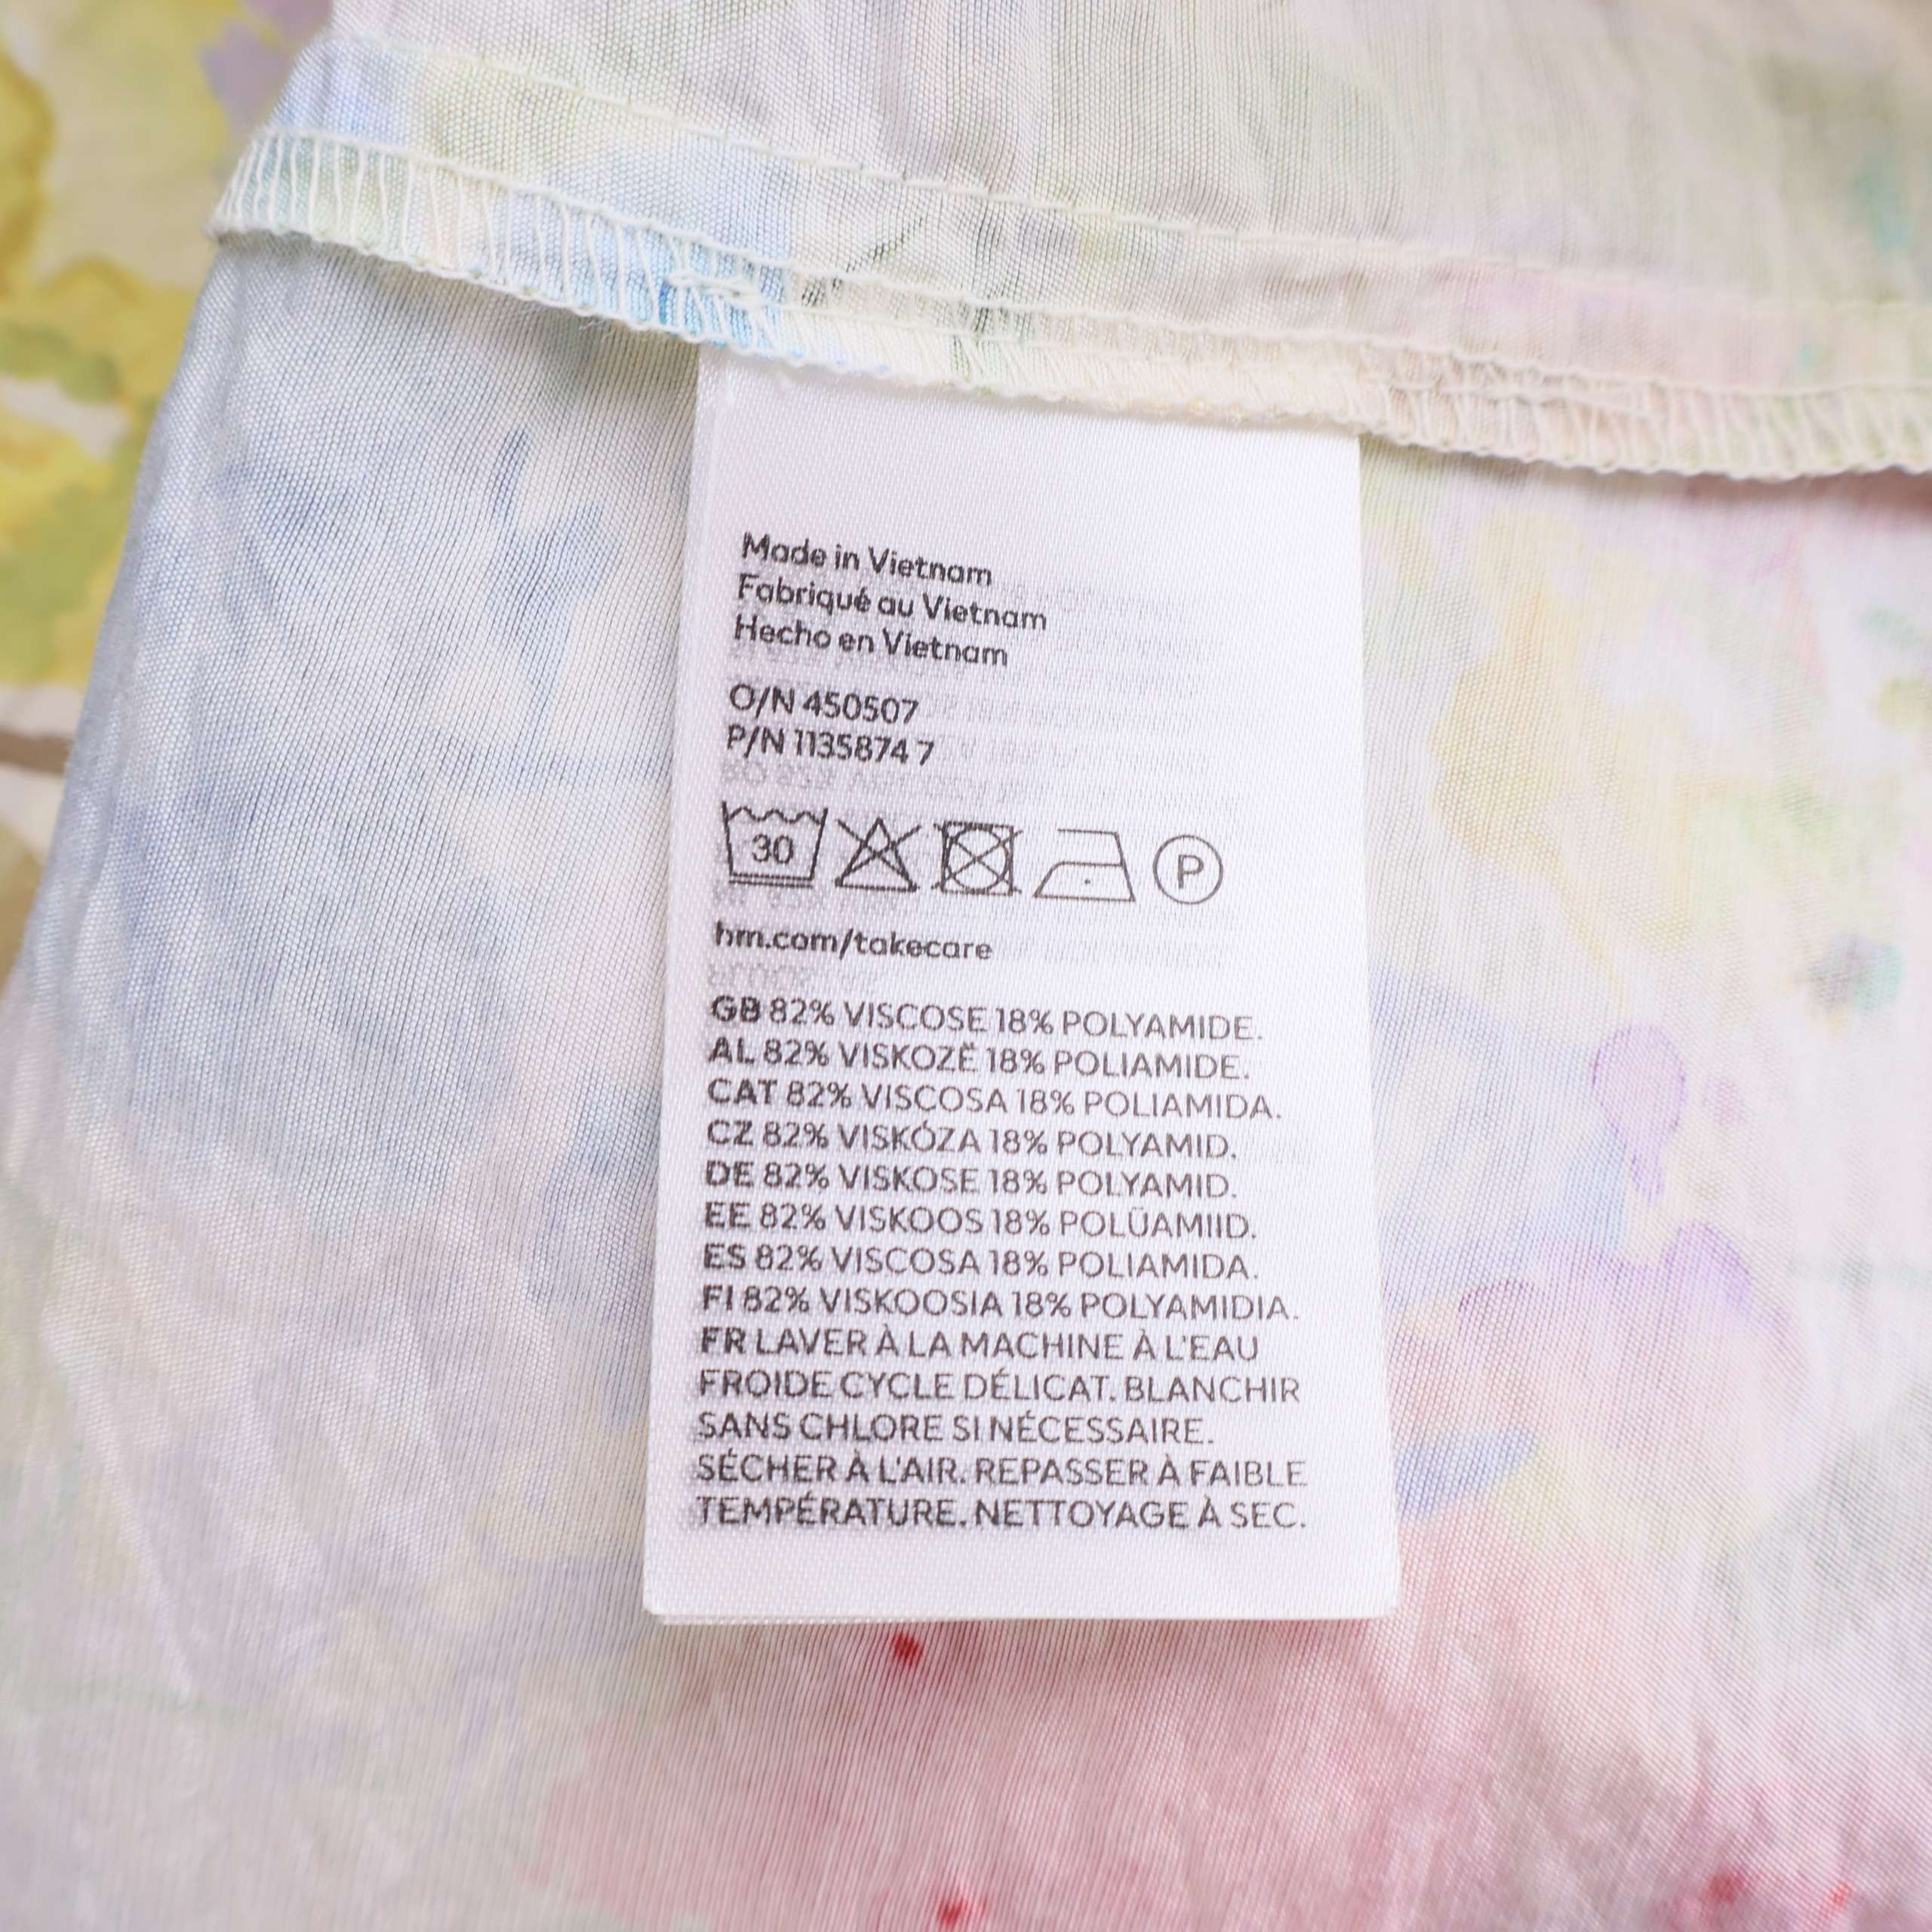 Made in Vietnam
Fabriqué au Vietnam
Hecho en Vietnam
O/N 450507
P/N 1135874 7
30
P
hm.com/takecare
GB 82% VISCOSE 18% POLYAMIDE.
AL 82% VISKOZË 18% POLIAMIDE.
CAT 82% VISCOSA 18% POLIAMIDA.
CZ 82% VISKÓZA 18% POLYAMID.
DE 82% VISKOSE 18% POLYAMID.
EE 82% VISKOOS 18% POLÜAMIID.
ES 82% VISCOSA 18% POLIAMIDA.
FI 82% VISKOOSIA 18% POLYAMIDIA.
FR LAVER À LA MACHINE À L'EAU
FROIDE CYCLE DÉLICAT. BLANCHIR
SANS CHLORE SI NÉCESSAIRE.
SÉCHER À L'AIR. REPASSER À FAIBLE
TEMPÉRATURE. NETTOYAGE À SEC.